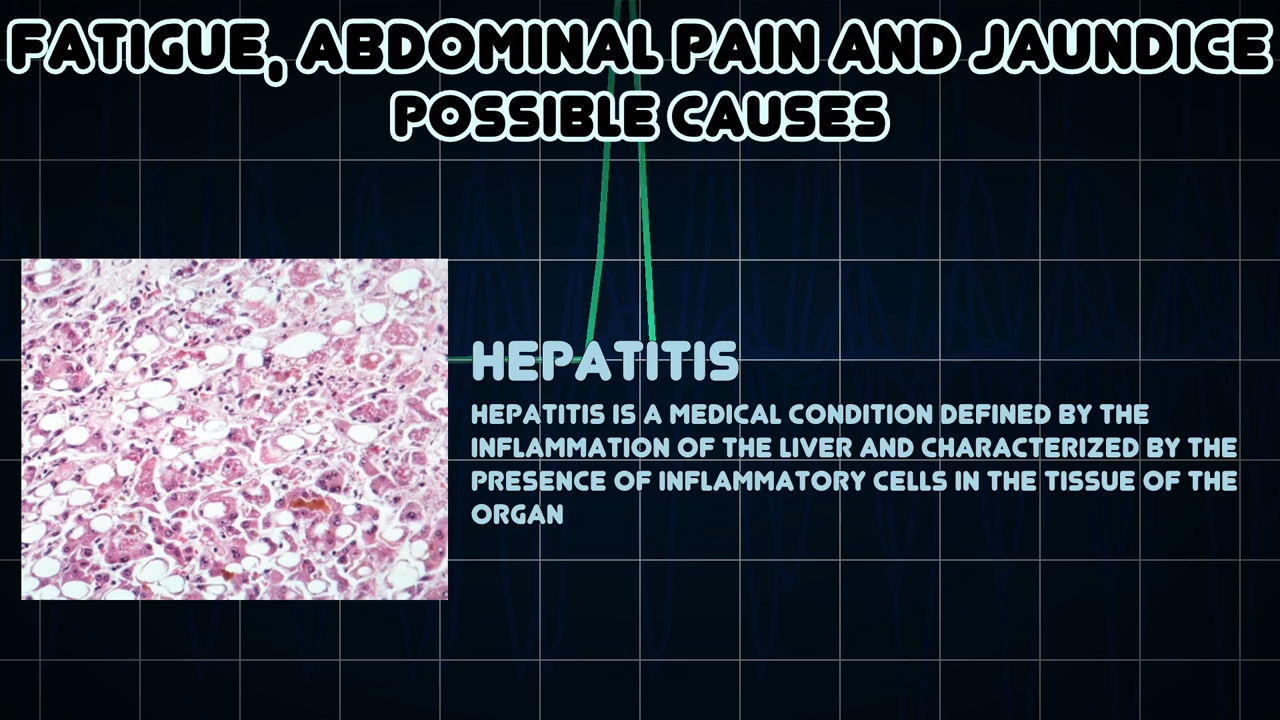 FATIGUE, ABDOMINAL PAIN AND JAUNDICE
POSSIBLE CAUSES
HEPATITIS
HEPATITIS IS A MEDICAL CONDITION DEFINED BY THE
INFLAMMATION OF THE LIVER AND CHARACTERIZED BY THE
PRESENCE OF INFLAMMATORY CELLS IN THE TISSUE OF THE
ORGAN